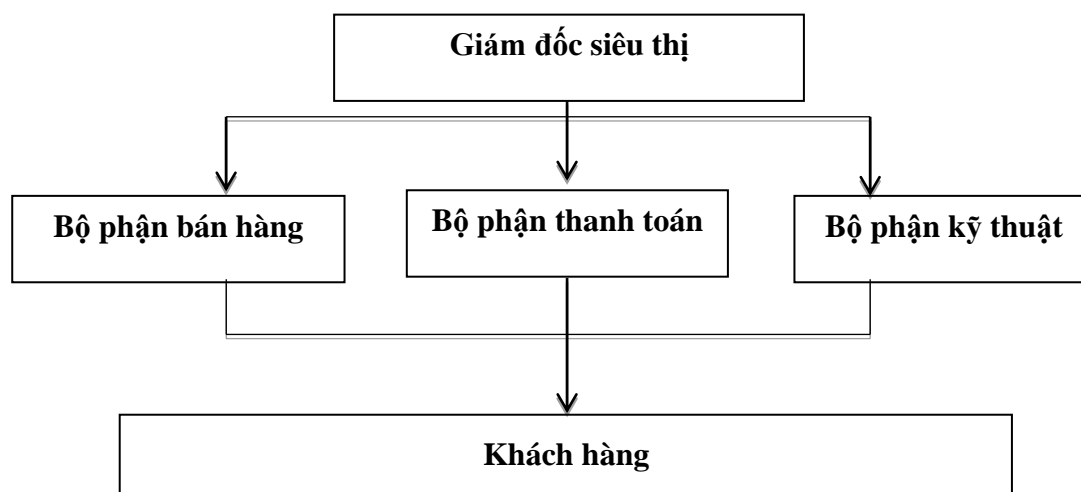 Giám đốc siêu thị
Bộ phận bán hàng
Bộ phận thanh toán
Bộ phận kỹ thuật
Khách hàng